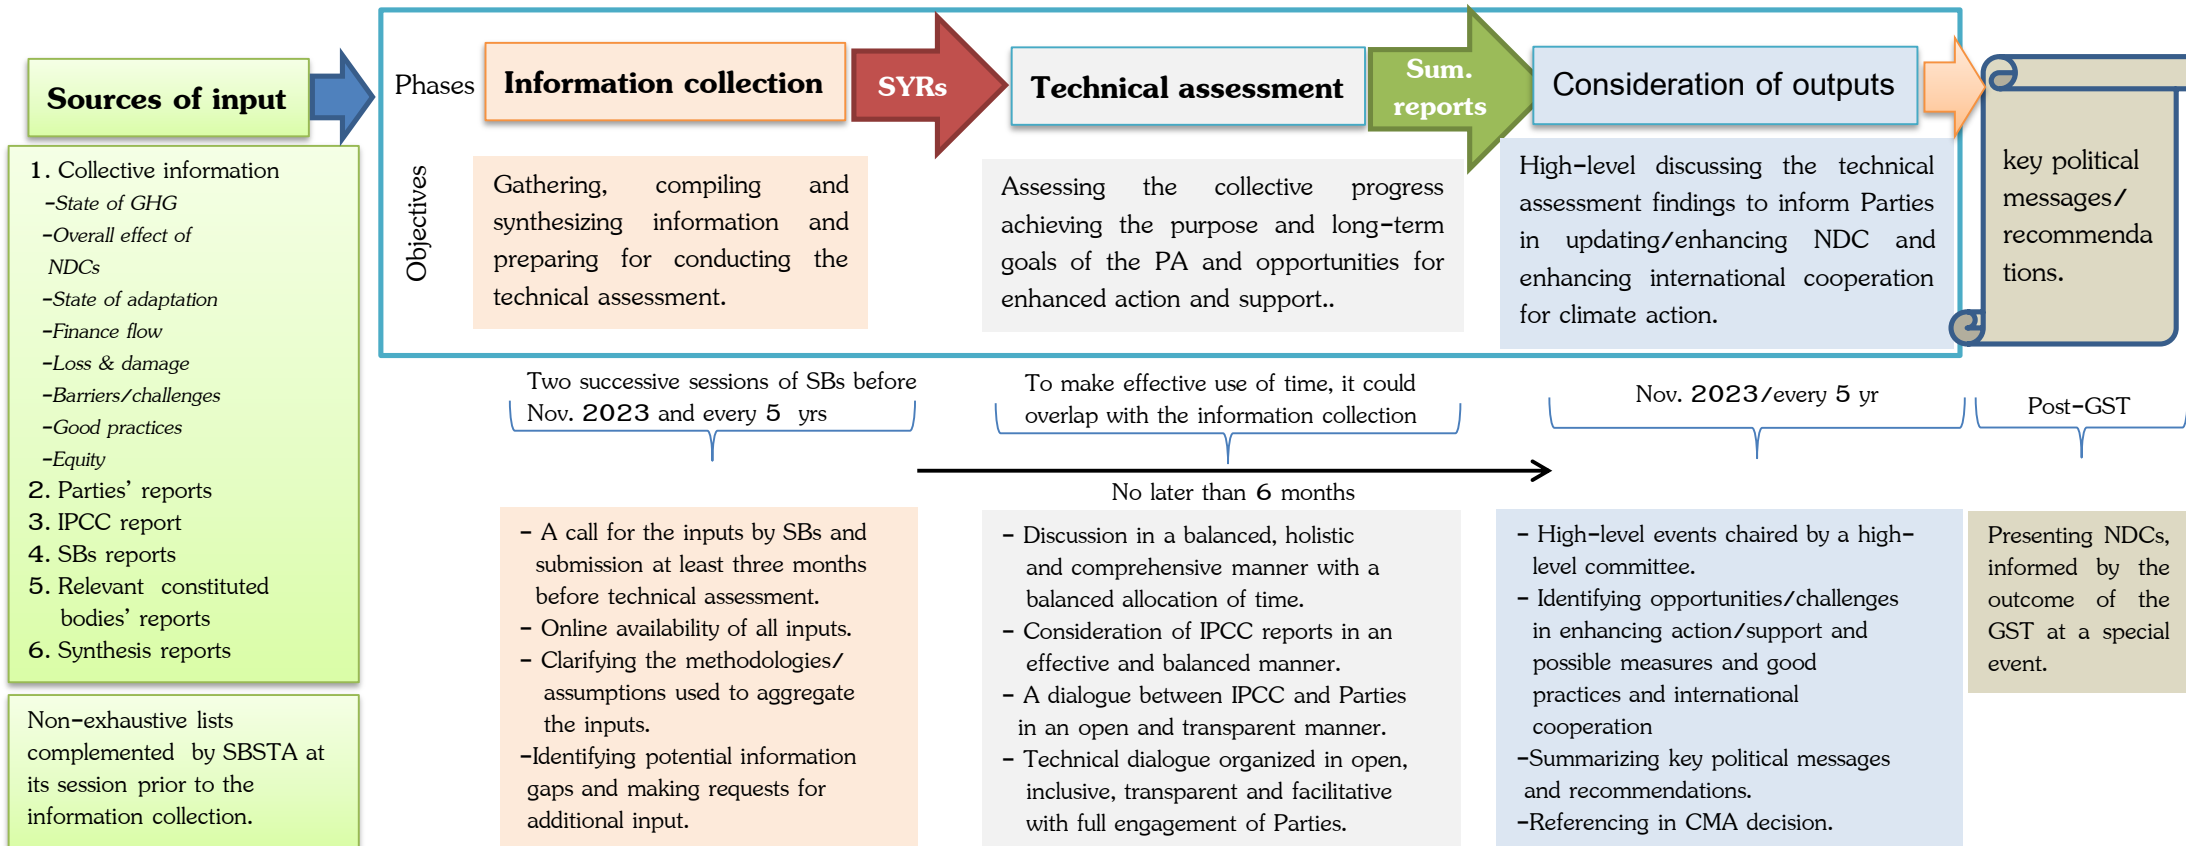 Sources of input
1. Collective information
-State of GHG
-Overall effect of
NDCs
-State of adaptation
-Finance flow
-Loss & damage
-Barriers/challenges
-Good practices
-Equity
2. Parties' reports
3. IPCC report
4. SBs reports
5. Relevant constituted
bodies' reports
6. Synthesis reports
Non-exhaustive lists
complemented by SBSTA at
its session prior to the
information collection.
Phases
Objectives
Information collection
SYRs
Technical assessment
Sum.
reports
Consideration of outputs
Gathering, compiling and
synthesizing information and
preparing for conducting the
technical assessment.
Assessing the collective progress
achieving the purpose and long-term
goals of the PA and opportunities for
enhanced action and support..
High-level discussing the technical
assessment findings to inform Parties
in updating/enhancing NDC and
enhancing international cooperation
for climate action.
key political
messages/
recommenda
tions.
Two successive sessions of SBs before
Nov. 2023 and every 5 yrs
To make effective use of time, it could
overlap with the information collection
Nov. 2023/every 5 yr
Post-GST
No later than 6 months
- A call for the inputs by SBs and
submission at least three months
before technical assessment.
- Online availability of all inputs.
- Clarifying the methodologies/
assumptions used to aggregate
the inputs.
-Identifying potential information
gaps and making requests for
additional input.
- Discussion in a balanced, holistic
and comprehensive manner with a
balanced allocation of time.
- Consideration of IPCC reports in an
effective and balanced manner.
- A dialogue between IPCC and Parties
in an open and transparent manner.
- Technical dialogue organized in open,
inclusive, transparent and facilitative
with full engagement of Parties.
- High-level events chaired by a high-
level committee.
- Identifying opportunities/challenges
in enhancing action/support and
possible measures and good
practices and international
cooperation
-Summarizing key political messages
and recommendations.
-Referencing in CMA decision.
Presenting NDCs,
informed by the
outcome of the
GST at a special
event.